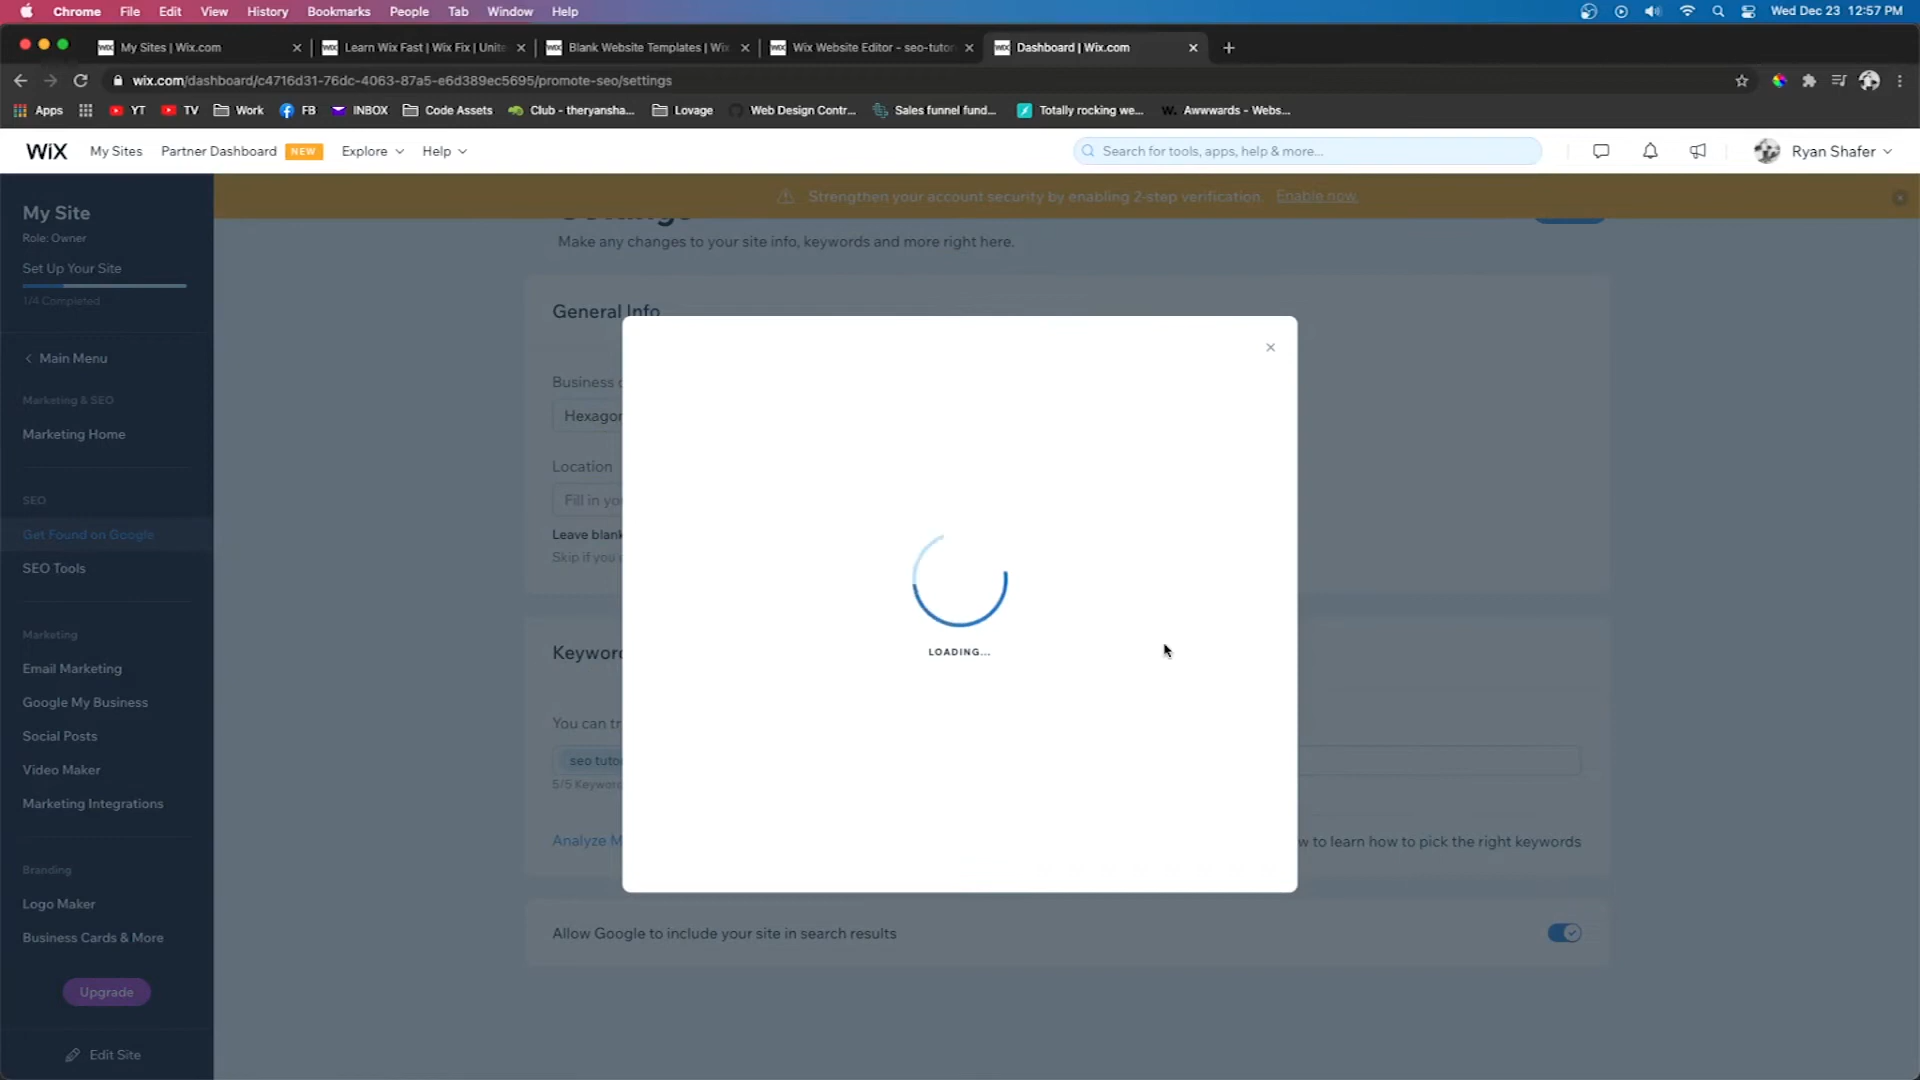 Chrome File Edit View History Bookmarks People Tab Window Help Wed Dec 23 12:57 PM
My Sites | Wix.com Learn Wix Fast | Wix Fix | Unite Blank Website Templates | Wix Wix Website Editor - seo-tutor Dashboard | Wix.com
wix.com/dashboard/c4716d31-76dc-4063-87a5-e6d389ec5695/promote-seo/settings
Apps YT TV Work FB INBOX Code Assets Club - theryansha... Lovage Web Design Contr... Sales funnel fund... Totally rocking we... Awwwards - Webs...
WiX My Sites Partner Dashboard NEW Explore Help Search for tools, apps, help & more... Ryan Shafer
Strengthen your account security by enabling 2-step verification. Enable now
My Site
Role: Owner
Set Up Your Site
1/4 Completed
Main Menu
Marketing & SEO
Marketing Home
SEO
Get Found on Google
SEO Tools
Marketing
Email Marketing
Google My Business
Social Posts
Video Maker
Marketing Integrations
Branding
Logo Maker
Business Cards & More
Upgrade
Edit Site
Make any changes to your site info, keywords and more right here.
General Info
Business
Hexagon
Location
Fill in yo
Leave blank
Skip if you
LOADING...
Keyword
You can tr
seo tuto
5/5 Keyword
Analyze M
w to learn how to pick the right keywords
Allow Google to include your site in search results